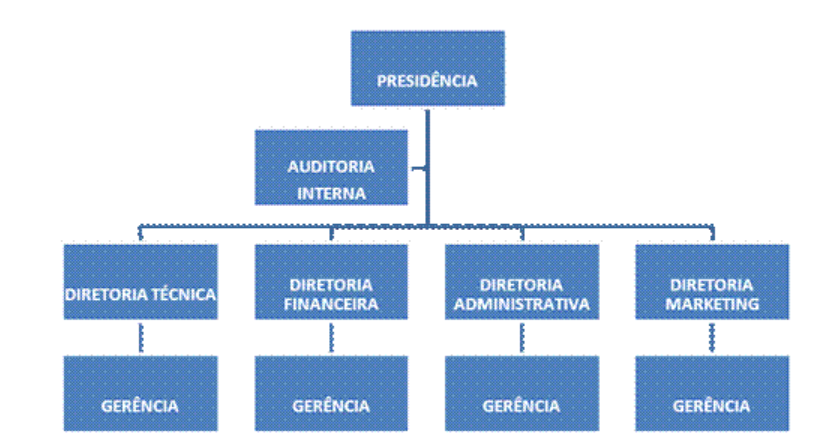 PRESIDÊNCIA
AUDITORIA
INTERNA
DIRETORIA TÉCNICA
DIRETORIA
FINANCEIRA
DIRETORIA
ADMINISTRATIVA
DIRETORIA
MARKETING
GERÊNCIA
GERÊNCIA
GERÊNCIA
GERÊNCIA